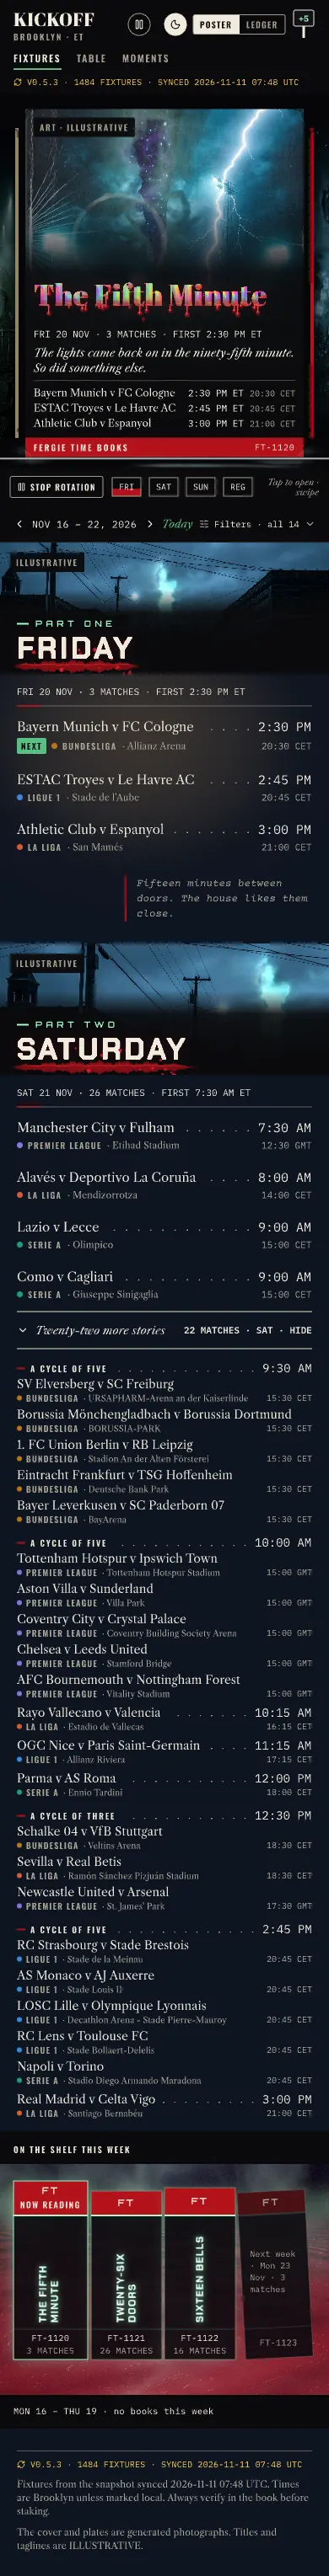 KICKOFF
BROOKLYN · ET
POSTER LEDGER
+5
FIXTURES TABLE MOMENTS
V0.5.3 · 1484 FIXTURES · SYNCED 2026-11-11 07:48 UTC
ART · ILLUSTRATIVE
The Fifth Minute
FRI 20 NOV · 3 MATCHES · FIRST 2:30 PM ET
The lights came back on in the ninety-fifth minute.
So did something else.
Bayern Munich v FC Cologne 2:30 PM ET 20:30 CET
ESTAC Troyes v Le Havre AC 2:45 PM ET 20:45 CET
Athletic Club v Espanyol 3:00 PM ET 21:00 CET
FERGIE TIME BOOKS FT-1120
STOP ROTATION FRI SAT SUN REG Tap to open · swipe
NOV 16 – 22, 2026 Today Filters · all 14
ILLUSTRATIVE
PART ONE
FRIDAY
FRI 20 NOV · 3 MATCHES · FIRST 2:30 PM ET
Bayern Munich v FC Cologne . . . . 2:30 PM
NEXT BUNDESLIGA · Allianz Arena 20:30 CET
ESTAC Troyes v Le Havre AC . . . . 2:45 PM
LIGUE 1 · Stade de l'Aube 20:45 CET
Athletic Club v Espanyol . . . . . . . 3:00 PM
LA LIGA · San Mamés 21:00 CET
Fifteen minutes between
doors. The house likes them
close.
ILLUSTRATIVE
PART TWO
SATURDAY
SAT 21 NOV · 26 MATCHES · FIRST 7:30 AM ET
Manchester City v Fulham . . . . . . 7:30 AM
PREMIER LEAGUE · Etihad Stadium 12:30 GMT
Alavés v Deportivo La Coruña . . . . 8:00 AM
LA LIGA · Mendizorrotza 14:00 CET
Lazio v Lecce . . . . . . . . . . . . 9:00 AM
SERIE A · Olimpico 15:00 CET
Como v Cagliari . . . . . . . . . . . 9:00 AM
SERIE A · Giuseppe Sinigaglia 15:00 CET
Twenty-two more stories 22 MATCHES · SAT · HIDE
A CYCLE OF FIVE . . . . . . . . . . . . 9:30 AM
SV Elversberg v SC Freiburg
BUNDESLIGA · URSAPHARM-Arena an der Kaiserlinde 15:30 CET
Borussia Mönchengladbach v Borussia Dortmund
BUNDESLIGA · BORUSSIA-PARK 15:30 CET
1. FC Union Berlin v RB Leipzig
BUNDESLIGA · Stadion An der Alten Försterei 15:30 CET
Eintracht Frankfurt v TSG Hoffenheim
BUNDESLIGA · Deutsche Bank Park 15:30 CET
Bayer Leverkusen v SC Paderborn 07
BUNDESLIGA · BayArena 15:30 CET
A CYCLE OF FIVE . . . . . . . . . . . 10:00 AM
Tottenham Hotspur v Ipswich Town
PREMIER LEAGUE · Tottenham Hotspur Stadium 15:00 GMT
Aston Villa v Sunderland
PREMIER LEAGUE · Villa Park 15:00 GMT
Coventry City v Crystal Palace
PREMIER LEAGUE · Coventry Building Society Arena 15:00 GMT
Chelsea v Leeds United
PREMIER LEAGUE · Stamford Bridge 15:00 GMT
AFC Bournemouth v Nottingham Forest
PREMIER LEAGUE · Vitality Stadium 15:00 GMT
Rayo Vallecano v Valencia . . . . . . 10:15 AM
LA LIGA · Estadio de Vallecas 16:15 CET
OGC Nice v Paris Saint-Germain . . . . 11:15 AM
LIGUE 1 · Allianz Riviera 17:15 CET
Parma v AS Roma . . . . . . . . . . . 12:00 PM
SERIE A · Ennio Tardini 18:00 CET
A CYCLE OF THREE . . . . . . . . . . . 12:30 PM
Schalke 04 v VfB Stuttgart
BUNDESLIGA · Veltins Arena 18:30 CET
Sevilla v Real Betis
LA LIGA · Ramón Sánchez Pizjuán Stadium 18:30 CET
Newcastle United v Arsenal
PREMIER LEAGUE · St. James' Park 17:30 GMT
A CYCLE OF FIVE . . . . . . . . . . . . 2:45 PM
RC Strasbourg v Stade Brestois
LIGUE 1 · Stade de la Meinau 20:45 CET
AS Monaco v AJ Auxerre
LIGUE 1 · Stade Louis II 20:45 CET
LOSC Lille v Olympique Lyonnais
LIGUE 1 · Decathlon Arena - Stade Pierre-Mauroy 20:45 CET
RC Lens v Toulouse FC
LIGUE 1 · Stade Bollaert-Delelis 20:45 CET
Napoli v Torino
SERIE A · Stadio Diego Armando Maradona 20:45 CET
Real Madrid v Celta Vigo . . . . . . . . 3:00 PM
LA LIGA · Santiago Bernabéu 21:00 CET
ON THE SHELF THIS WEEK
FT
NOW READING
THE FIFTH MINUTE
FT-1120
3 MATCHES
FT
TWENTY-SIX DOORS
FT-1121
26 MATCHES
FT
SIXTEEN BELLS
FT-1122
16 MATCHES
FT
Next week
· Mon 23
Nov · 3
matches
FT-1123
MON 16 – THU 19 · no books this week
V0.5.3 · 1484 FIXTURES · SYNCED 2026-11-11 07:48 UTC
Fixtures from the snapshot synced 2026-11-11 07:48 UTC. Times
are Brooklyn unless marked local. Always verify in the book before
staking.
The cover and plates are generated photographs. Titles and
taglines are ILLUSTRATIVE.